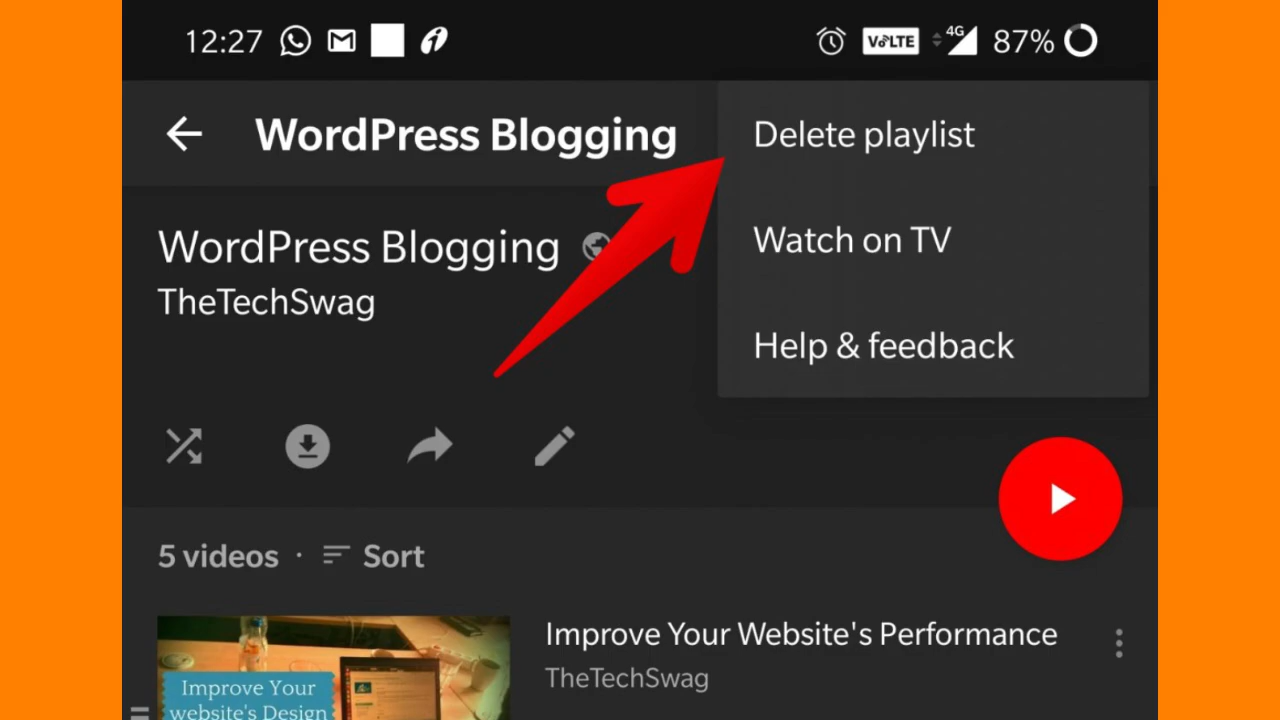 12:27 VoLTE 4G 87%
WordPress Blogging
Delete playlist
Watch on TV
Help & feedback
WordPress Blogging
TheTechSwag
5 videos · Sort
Improve Your Website's Performance
TheTechSwag
Improve Your
website's Design